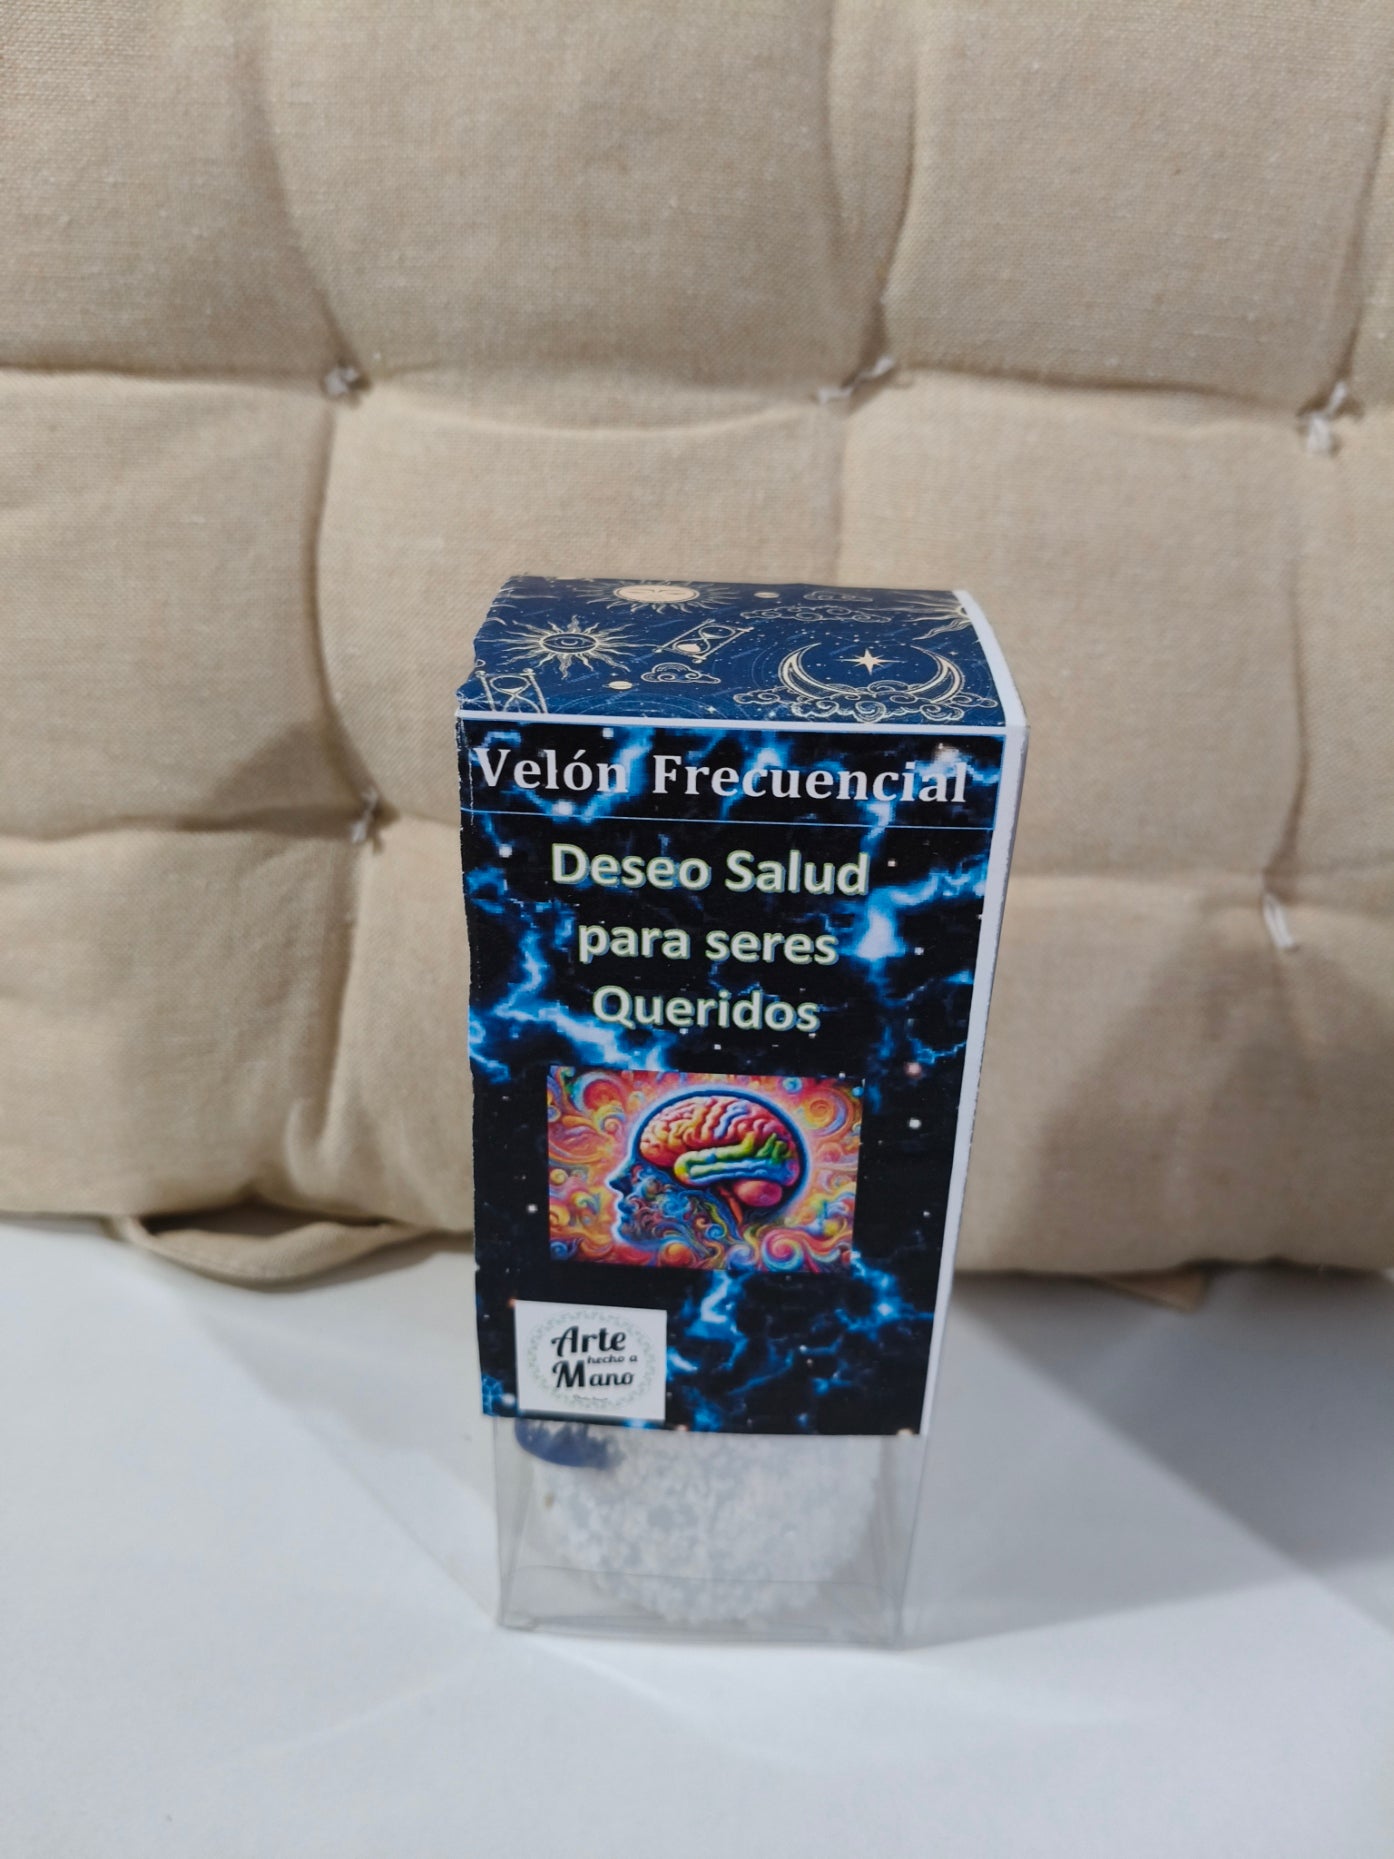 Velón Frecuencial
Deseo Salud
para seres
Queridos
Arte
hecho a
Mano